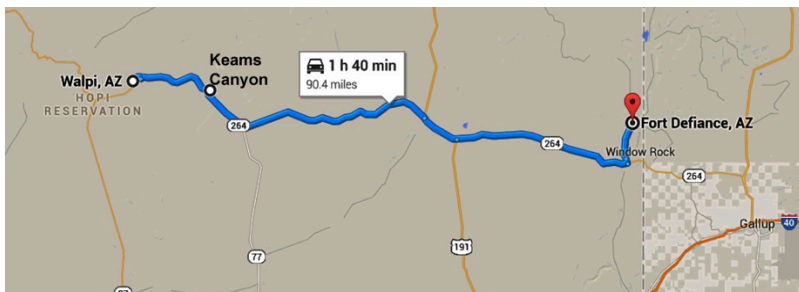 Keams
Canyon
1 h 40 min
90.4 miles
Walpi, AZ
HOPI
RESERVATION
264
Fort Defiance, AZ
264
Window Rock
264
Gallup
40
191
77
87